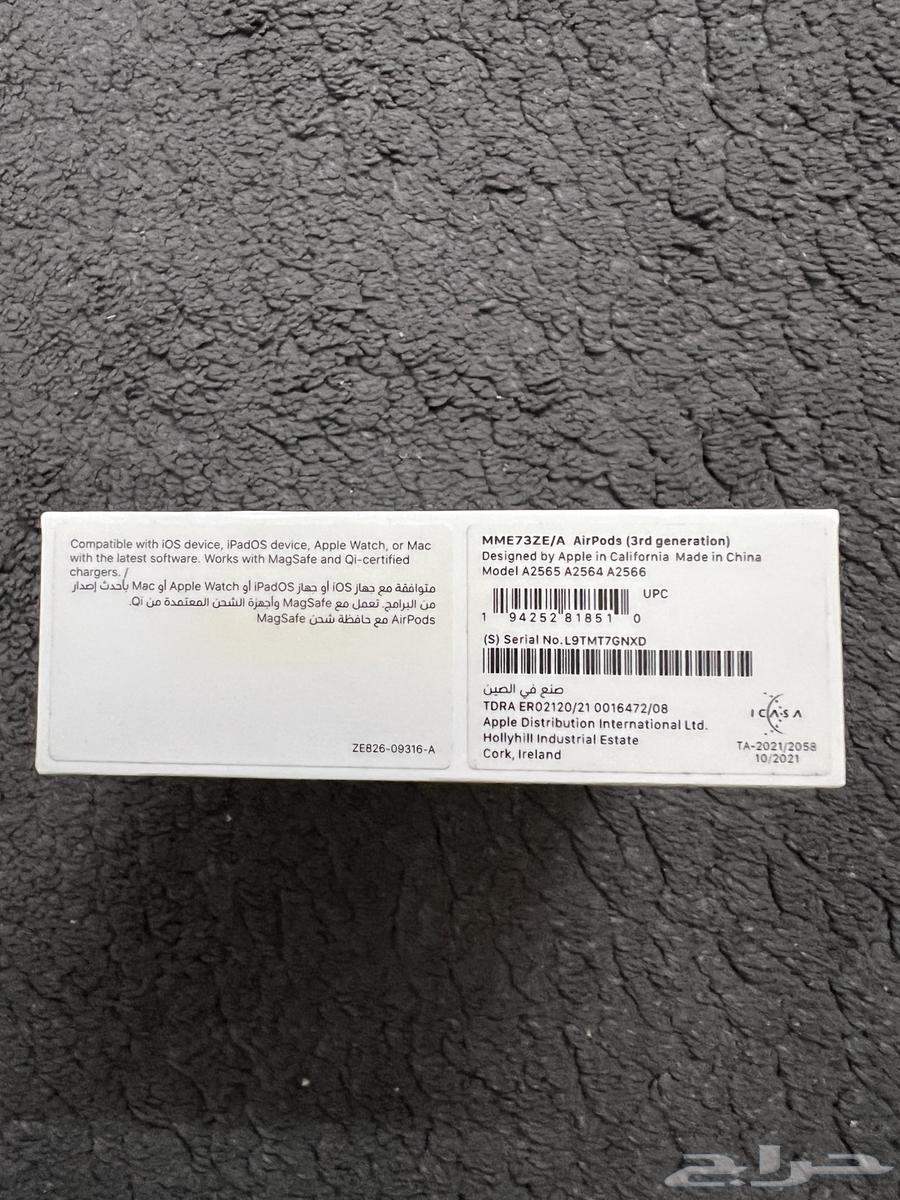 Compatible with iOS device, iPadOS device, Apple Watch, or Mac
with the latest software. Works with MagSafe and Qi-certified
chargers. /
متوافقة مع جهاز iOS أو جهاز iPadOS أو Apple Watch أو Mac بأحدث إصدار
من البرامج. تعمل مع MagSafe وأجهزة الشحن المعتمدة من Qi.
AirPods مع حافظة شحن MagSafe
ZE826-09316-A
MME73ZE/A AirPods (3rd generation)
Designed by Apple in California Made in China
Model A2565 A2564 A2566
UPC
1 94252 81851 0
(S) Serial No.L9TMT7GNXD
صنع في الصين
TDRA ER02120/21 0016472/08
Apple Distribution International Ltd.
Hollyhill Industrial Estate
Cork, Ireland
ICASA
TA-2021/2058
10/2021
حراج